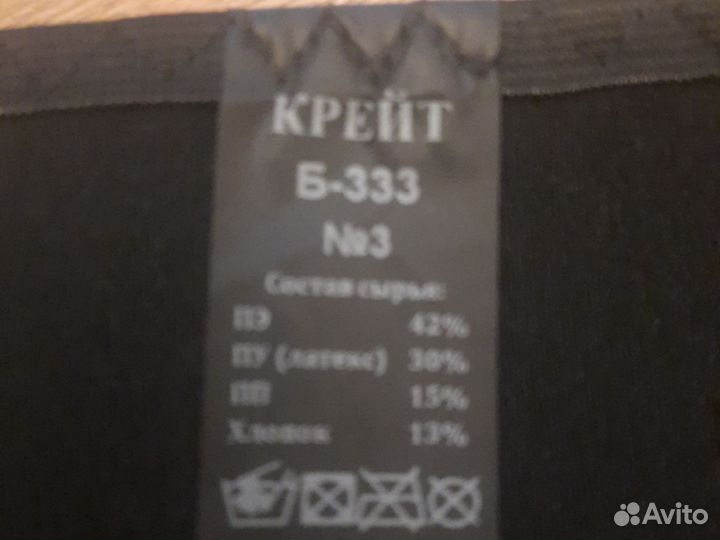 КРЕЙТ
Б-333
№3
Состав сырья:
ПЭ 42%
ПУ (латекс) 30%
ПП 15%
Хлопок 13%
Avito